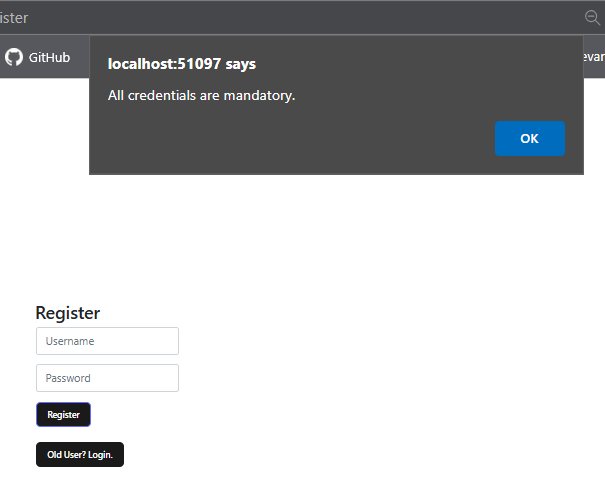 ister
GitHub
localhost:51097 says
All credentials are mandatory.
OK
Register
Username
Password
Register
Old User? Login.